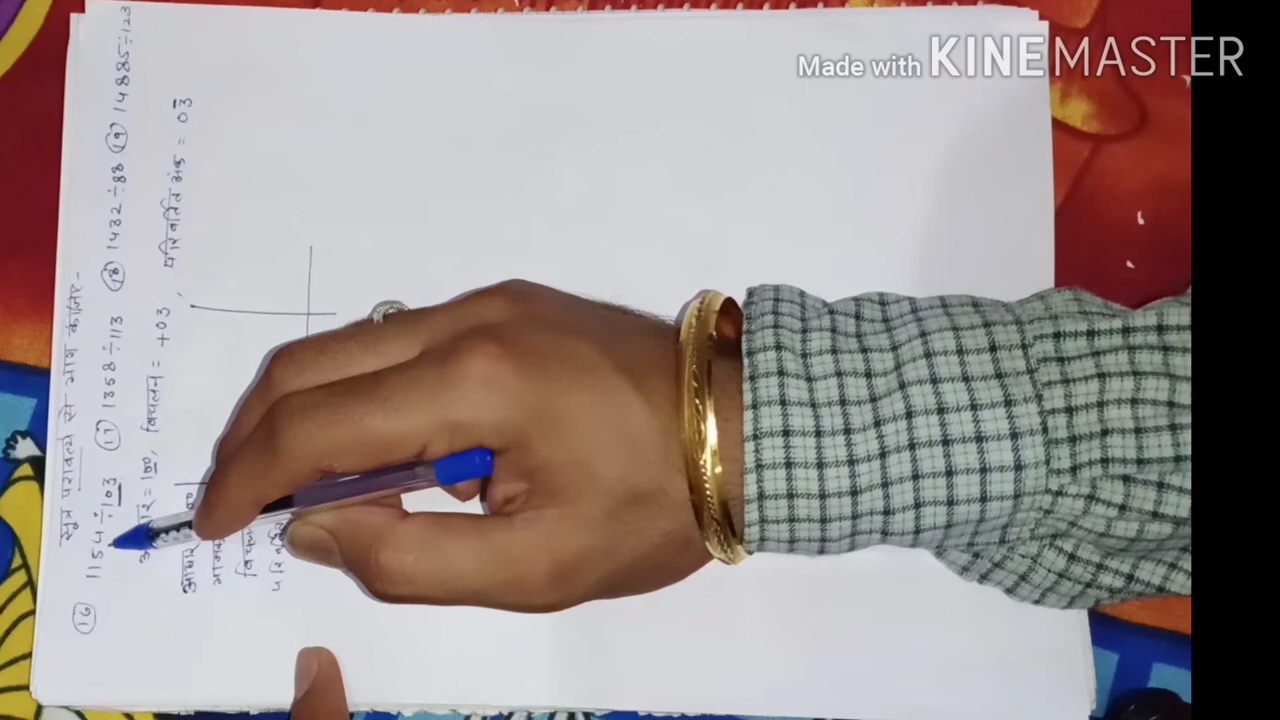 सूत्र परावर्त्य से भाग कीजिए -
(16) 1154 ÷ 103 (17) 1358 ÷ 113 (18) 1432 ÷ 88 (19) 14885 ÷ 123
= 100, विचलन = +03, परिवर्तित अंक = 03̅
आधार
Made with KINEMASTER